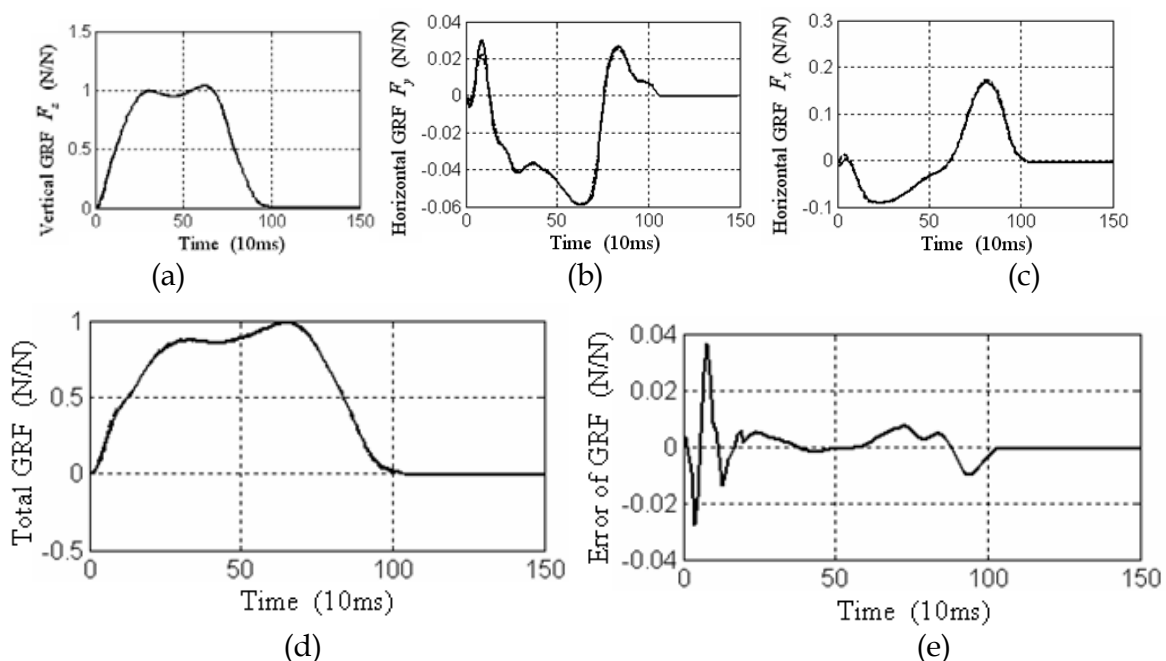 Vertical GRF F_z (N/N)
1.5
1
0.5
0
0 50 100 150
Time (10ms)
(a)
Horizontal GRF F_y (N/N)
0.04
0.02
0
-0.02
-0.04
-0.06
0 50 100 150
Time (10ms)
(b)
Horizontal GRF F_x (N/N)
0.3
0.2
0.1
0
-0.1
0 50 100 150
Time (10ms)
(c)
Total GRF (N/N)
1
0.5
0
-0.5
0 50 100 150
Time (10ms)
(d)
Error of GRF (N/N)
0.04
0.02
0
-0.02
-0.04
0 50 100 150
Time (10ms)
(e)